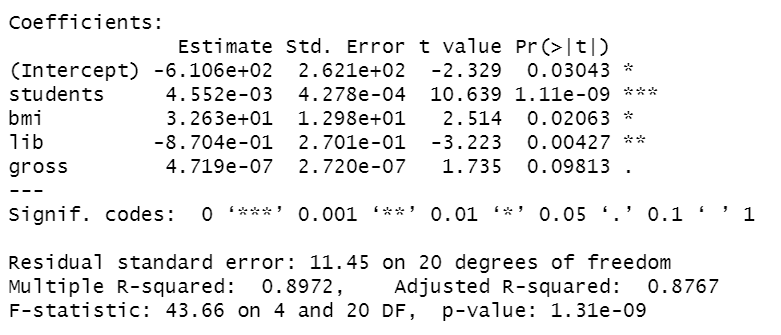 Coefficients:
Estimate Std. Error t value Pr(>|t|)
(Intercept) -6.106e+02 2.621e+02 -2.329 0.03043 *
students 4.552e-03 4.278e-04 10.639 1.11e-09 ***
bmi 3.263e+01 1.298e+01 2.514 0.02063 *
lib -8.704e-01 2.701e-01 -3.223 0.00427 **
gross 4.719e-07 2.720e-07 1.735 0.09813 .
---
Signif. codes: 0 ‘***’ 0.001 ‘**’ 0.01 ‘*’ 0.05 ‘.’ 0.1 ‘ ’ 1
Residual standard error: 11.45 on 20 degrees of freedom
Multiple R-squared: 0.8972, Adjusted R-squared: 0.8767
F-statistic: 43.66 on 4 and 20 DF, p-value: 1.31e-09